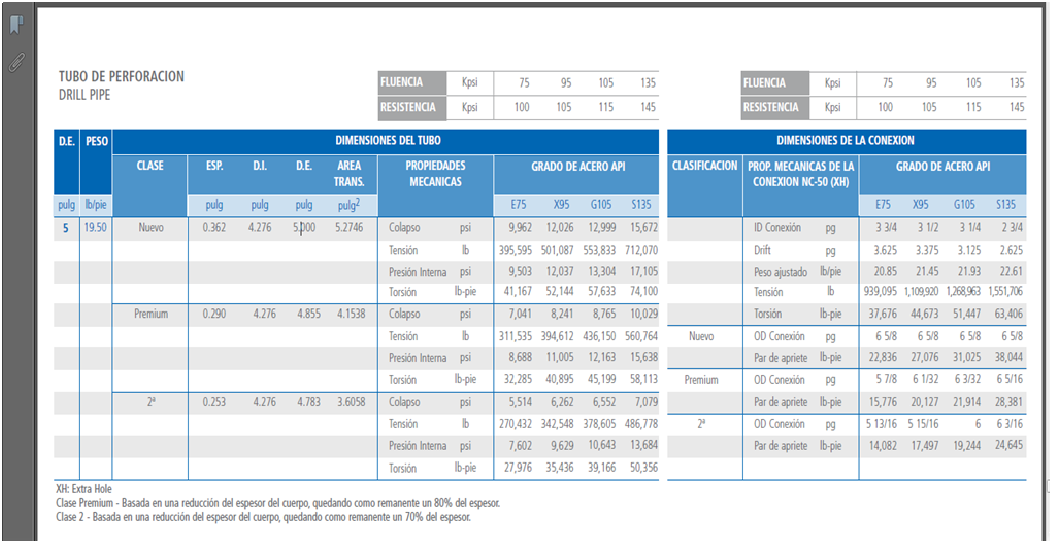 TUBO DE PERFORACION
DRILL PIPE
FLUENCIA Kpsi 75 95 105 135
RESISTENCIA Kpsi 100 105 115 145
FLUENCIA Kpsi 75 95 105 135
RESISTENCIA Kpsi 100 105 115 145
D.E. PESO DIMENSIONES DEL TUBO
CLASE ESP. D.I. D.E. AREA TRANS. PROPIEDADES MECANICAS GRADO DE ACERO API
pulg lb/pie pulg pulg pulg pulg2 E75 X95 G105 S135
5 19.50 Nuevo 0.362 4.276 5.000 5.2746 Colapso psi 9,962 12,026 12,999 15,672
Tensión lb 395,595 501,087 553,833 712,070
Presión Interna psi 9,503 12,037 13,304 17,105
Torsión lb-pie 41,167 52,144 57,633 74,100
Premium 0.290 4.276 4.855 4.1538 Colapso psi 7,041 8,241 8,765 10,029
Tensión lb 311,535 394,612 436,150 560,764
Presión Interna psi 8,688 11,005 12,163 15,638
Torsión lb-pie 32,285 40,895 45,199 58,113
2ª 0.253 4.276 4.783 3.6058 Colapso psi 5,514 6,262 6,552 7,079
Tensión lb 270,432 342,548 378,605 486,778
Presión Interna psi 7,602 9,629 10,643 13,684
Torsión lb-pie 27,976 35,436 39,166 50,356
DIMENSIONES DE LA CONEXION
CLASIFICACION PROP. MECANICAS DE LA CONEXION NC-50 (XH) GRADO DE ACERO API
E75 X95 G105 S135
ID Conexión pg 3 3/4 3 1/2 3 1/4 2 3/4
Drift pg 3.625 3.375 3.125 2.625
Peso ajustado lb/pie 20.85 21.45 21.93 22.61
Tensión lb 939,095 1,109,920 1,268,963 1,551,706
Torsión lb-pie 37,676 44,673 51,447 63,406
Nuevo OD Conexión pg 6 5/8 6 5/8 6 5/8 6 5/8
Par de apriete lb-pie 22,836 27,076 31,025 38,044
Premium OD Conexión pg 5 7/8 6 1/32 6 3/32 6 5/16
Par de apriete lb-pie 15,776 20,127 21,914 28,381
2ª OD Conexión pg 5 13/16 5 15/16 6 6 3/16
Par de apriete lb-pie 14,082 17,497 19,244 24,645
XH: Extra Hole
Clase Premium – Basada en una reducción del espesor del cuerpo, quedando como remanente un 80% del espesor.
Clase 2 - Basada en una reducción del espesor del cuerpo, quedando como remanente un 70% del espesor.